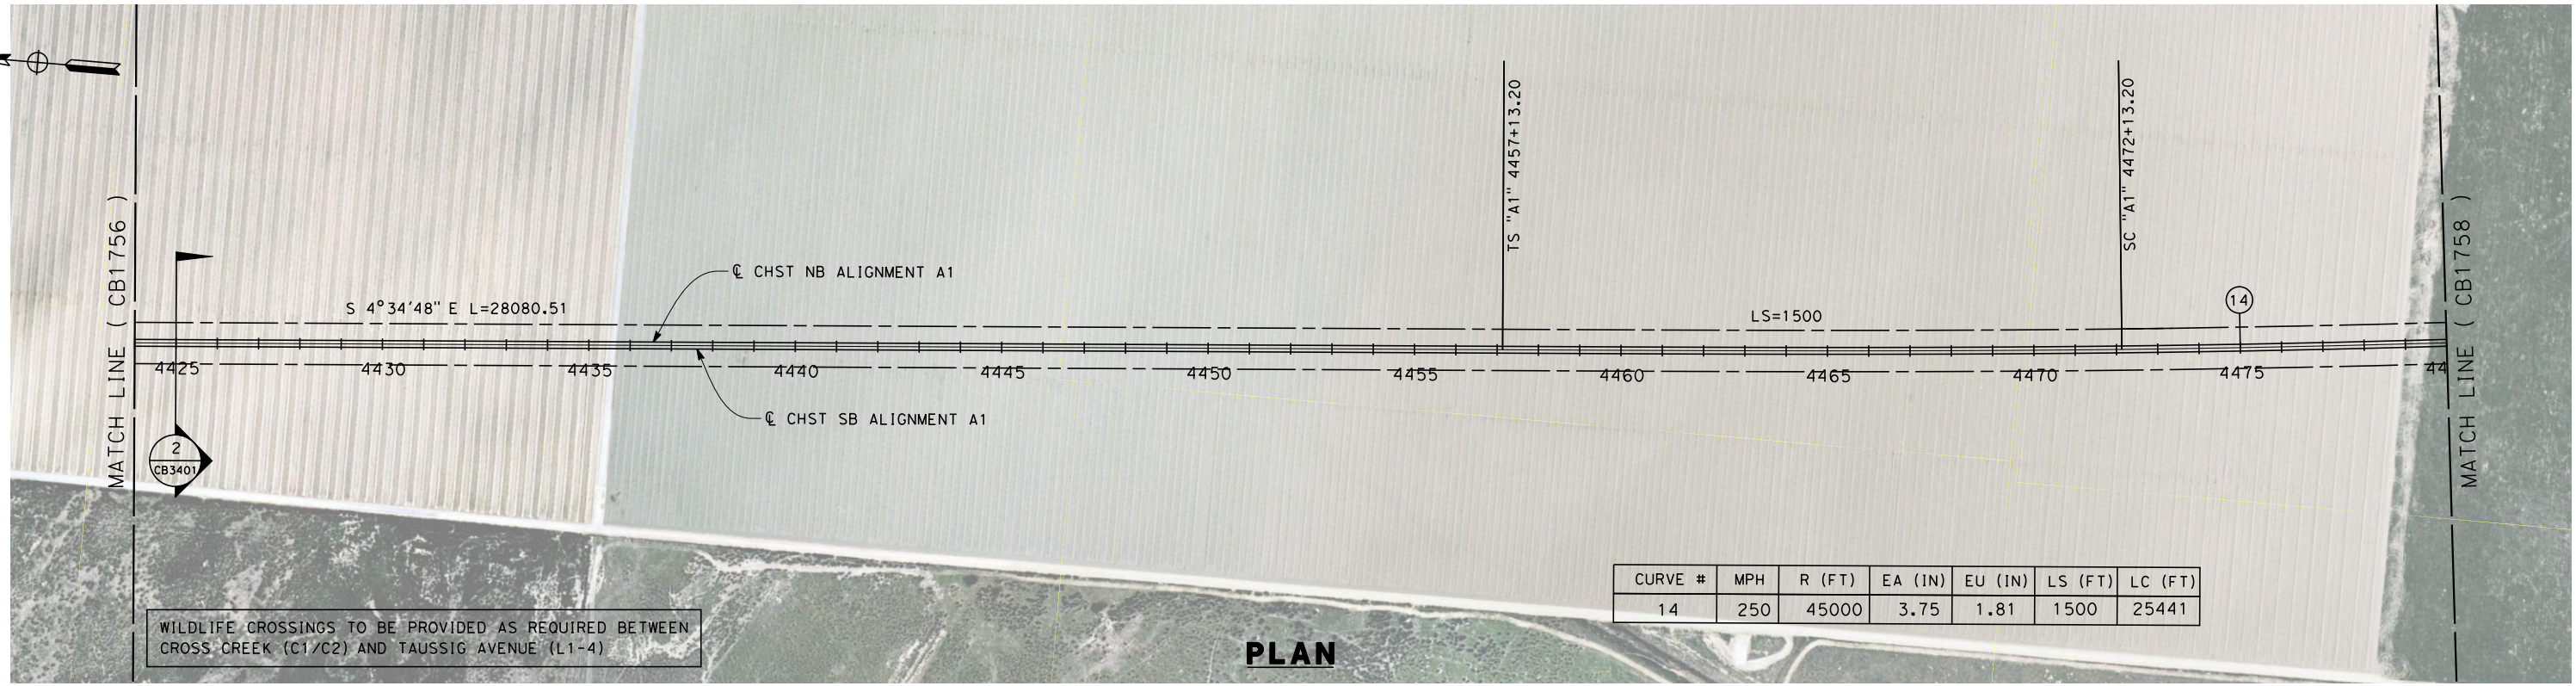 MATCH LINE ( CB1756 )
S 4°34'48" E L=28080.51
℄ CHST NB ALIGNMENT A1
℄ CHST SB ALIGNMENT A1
TS "A1" 4457+13.20
LS=1500
SC "A1" 4472+13.20
14
MATCH LINE ( CB1758 )
4425 4430 4435 4440 4445 4450 4455 4460 4465 4470 4475 44
2
CB3401
CURVE # MPH R (FT) EA (IN) EU (IN) LS (FT) LC (FT)
14 250 45000 3.75 1.81 1500 25441
WILDLIFE CROSSINGS TO BE PROVIDED AS REQUIRED BETWEEN
CROSS CREEK (C1/C2) AND TAUSSIG AVENUE (L1-4)
PLAN